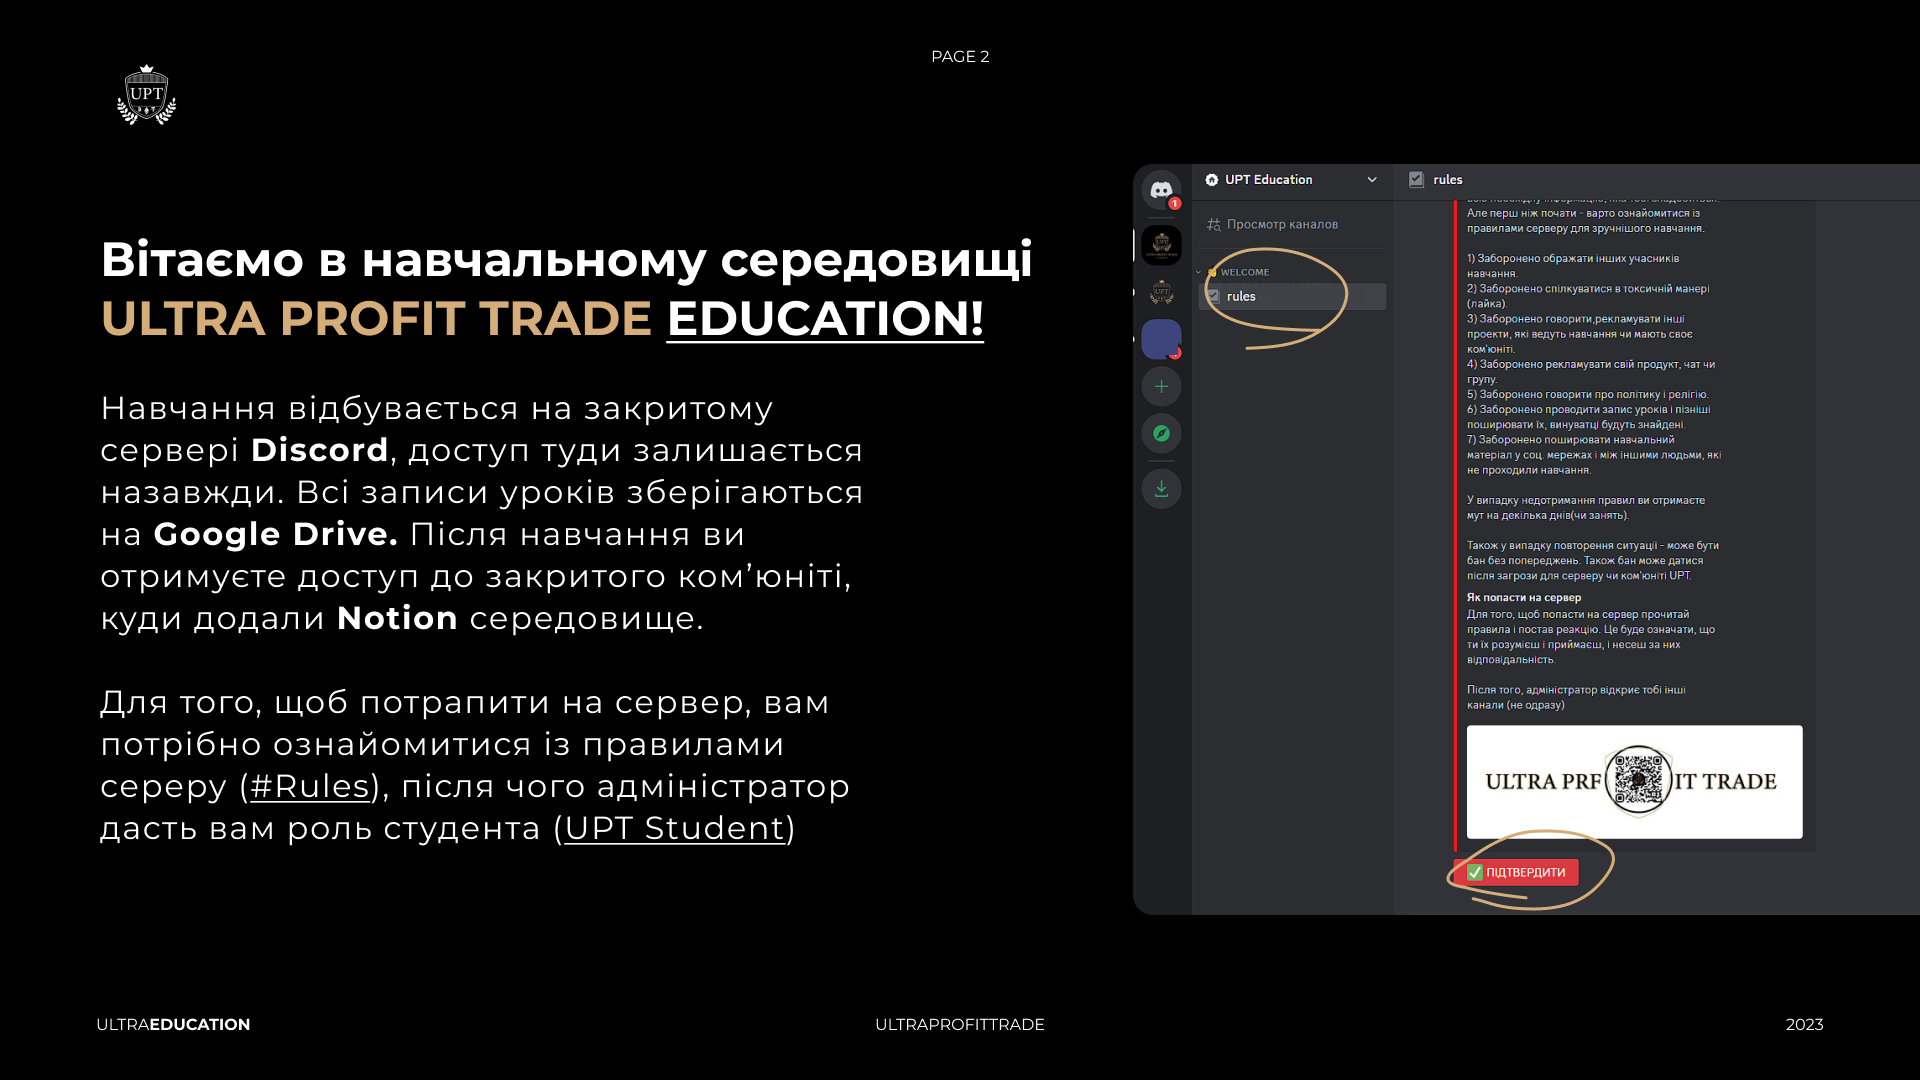 PAGE 2
UPT
Вітаємо в навчальному середовищі
ULTRA PROFIT TRADE EDUCATION!
Навчання відбувається на закритому
сервері Discord, доступ туди залишається
назавжди. Всі записи уроків зберігаються
на Google Drive. Після навчання ви
отримуєте доступ до закритого ком’юніті,
куди додали Notion середовище.
Для того, щоб потрапити на сервер, вам
потрібно ознайомитися із правилами
сереру (#Rules), після чого адміністратор
дасть вам роль студента (UPT Student)
1
UPT Education
Просмотр каналов
WELCOME
rules
rules
Але перш ніж почати - варто ознайомитися із
правилами серверу для зручнішого навчання.
1) Заборонено ображати інших учасників
навчання.
2) Заборонено спілкуватися в токсичній манері
(лайка).
3) Заборонено говорити,рекламувати інші
проекти, які ведуть навчання чи мають своє
ком'юніті.
4) Заборонено рекламувати свій продукт, чат чи
групу.
5) Заборонено говорити про політику і релігію.
6) Заборонено проводити запис уроків і пізніші
поширювати їх, винуватці будуть знайдені.
7) Заборонено поширювати навчальний
матеріал у соц. мережах і між іншими людьми, які
не проходили навчання.
У випадку недотримання правил ви отримаєте
мут на декілька днів(чи занять).
Також у випадку повторення ситуації - може бути
бан без попереджень. Також бан може датися
після загрози для серверу чи ком'юніті UPT.
Як попасти на сервер
Для того, щоб попасти на сервер прочитай
правила і постав реакцію. Це буде означати, що
ти їх розумієш і приймаєш, і несеш за них
відповідальність.
Після того, адміністратор відкриє тобі інші
канали (не одразу)
ULTRA PRF IT TRADE
ПІДТВЕРДИТИ
ULTRAEDUCATION
ULTRAPROFITTRADE
2023